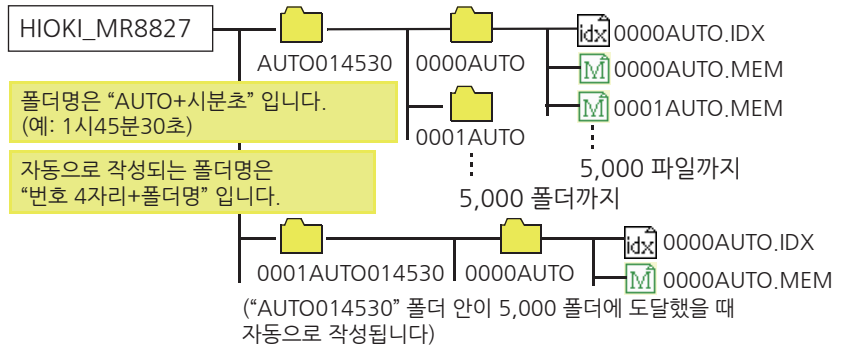 HIOKI_MR8827
AUTO014530
0000AUTO
idx 0000AUTO.IDX
M 0000AUTO.MEM
M 0001AUTO.MEM
폴더명은 “AUTO+시분초” 입니다.
(예: 1시45분30초)
0001AUTO
5,000 파일까지
자동으로 작성되는 폴더명은
“번호 4자리+폴더명” 입니다.
5,000 폴더까지
0001AUTO014530
0000AUTO
idx 0000AUTO.IDX
M 0000AUTO.MEM
(“AUTO014530” 폴더 안이 5,000 폴더에 도달했을 때
자동으로 작성됩니다)